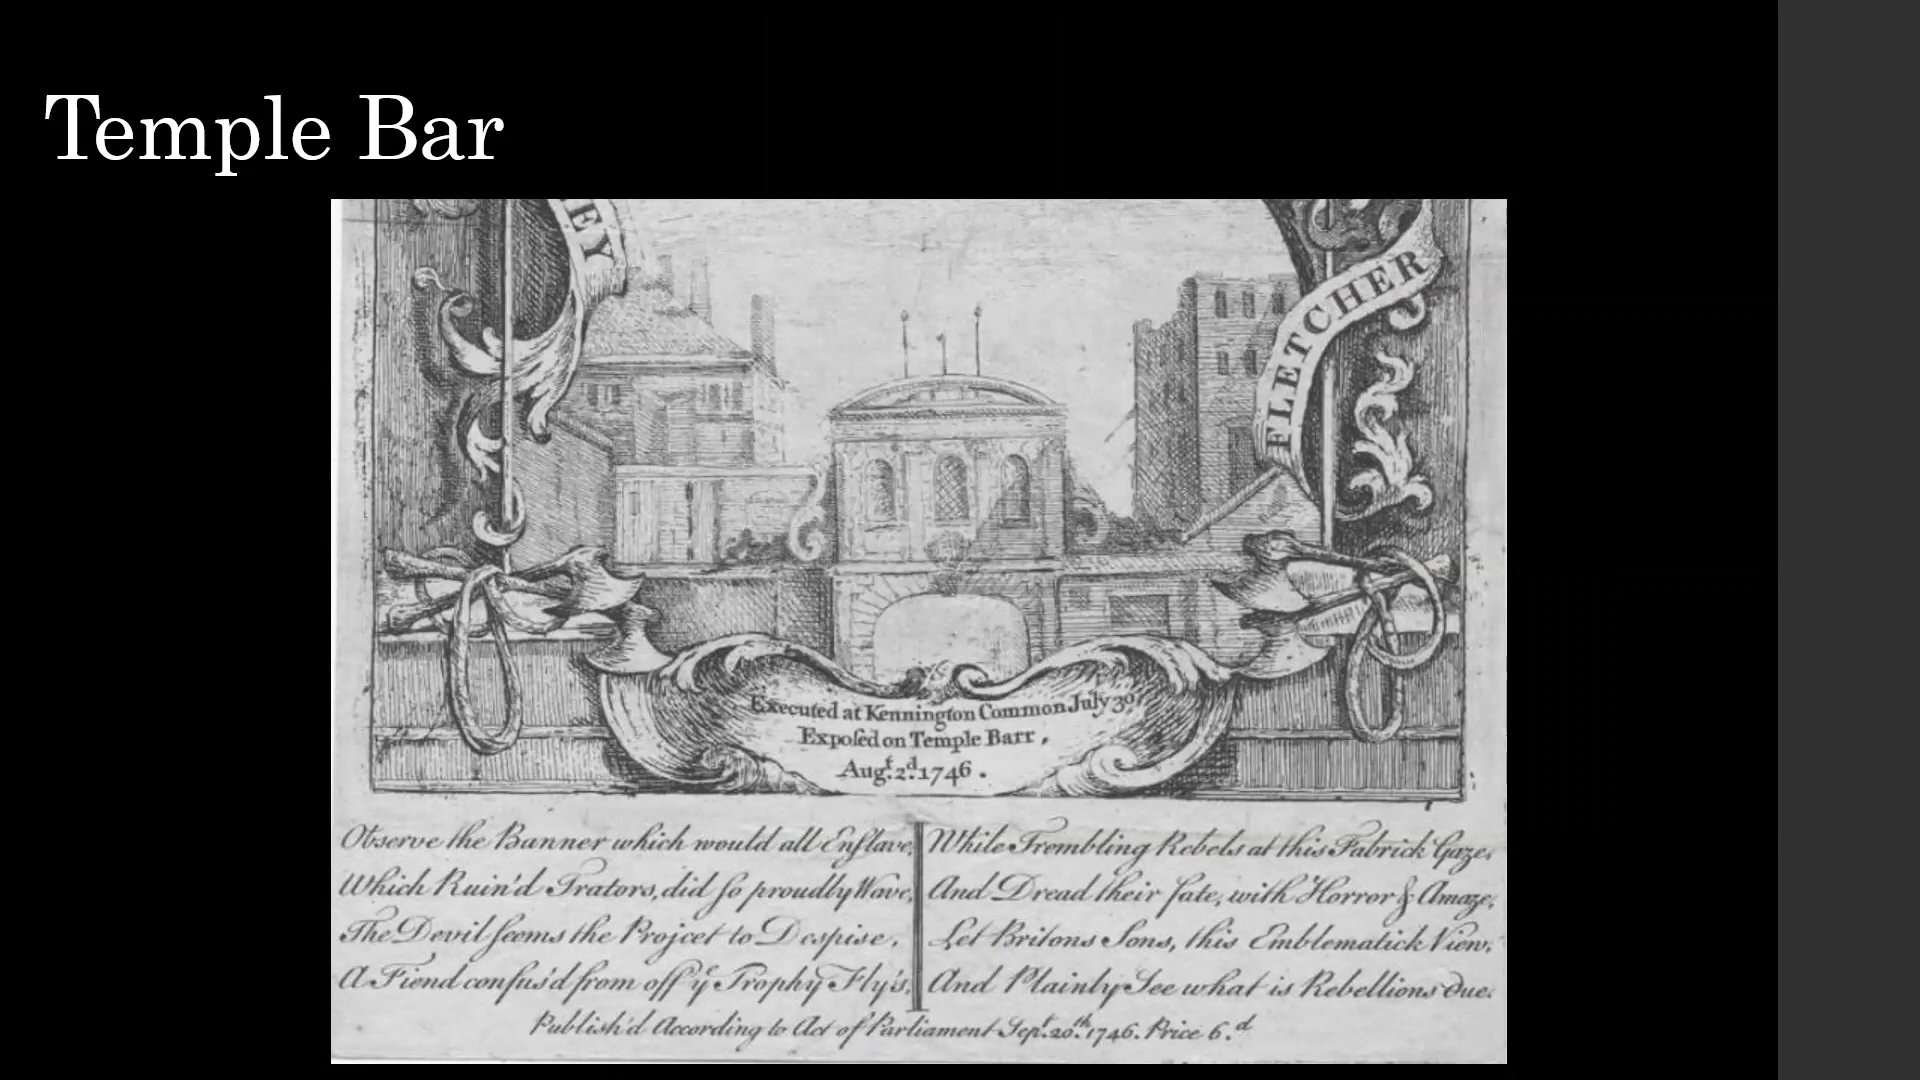 Temple Bar
EY
FLETCHER
Executed at Kennington Common July 30
Expoſed on Temple Barr,
Augſt. 2d. 1746.
Obserue the Banner which would all Enſlave,
Which Ruin'd Trators, did ſo proudly Wave,
The Devil ſeems the Projcet to Despise,
A Fiend confus'd from off ye Trophy Fly's.
While Trembling Rebels at this Fabrick Gaze,
And Dread their fate, with Horror & Amaze,
Let Britons Sons, this Emblematick View,
And Plainly See what is Rebellions due.
Publish'd According to Act of Parliament Sept. 20th. 1746. Price 6.d